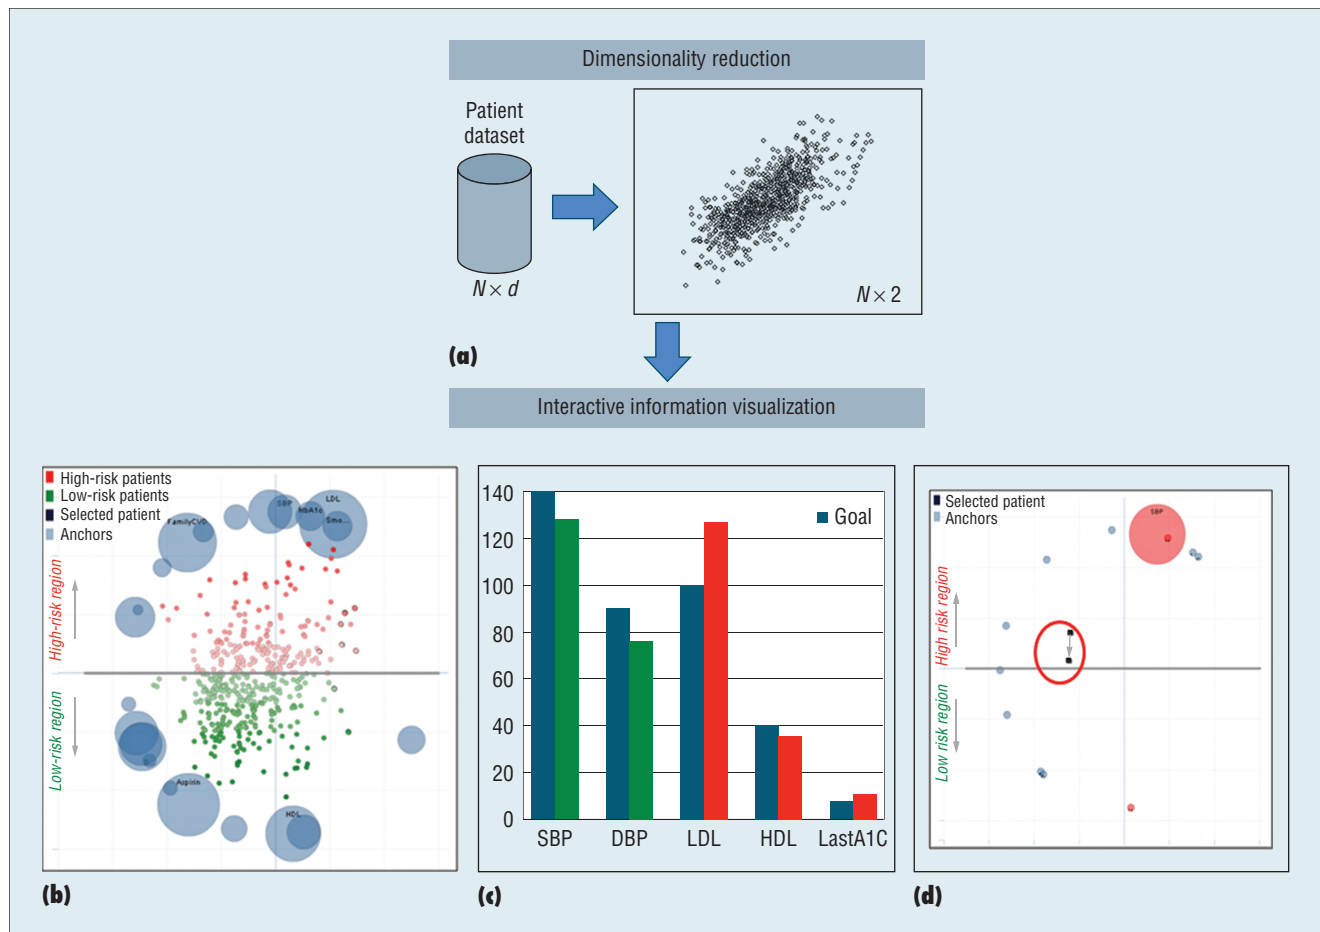 Dimensionality reduction
Patient
dataset
N × d
N × 2
(a)
Interactive information visualization
High-risk patients
Low-risk patients
Selected patient
Anchors
High-risk region
Low-risk region
FamilyCVD
SBP
HbA1c
LDL
Smo...
Aspirin
HDL
(b)
140
120
100
80
60
40
20
0
Goal
SBP DBP LDL HDL LastA1C
(c)
Selected patient
Anchors
High risk region
Low risk region
SBP
(d)